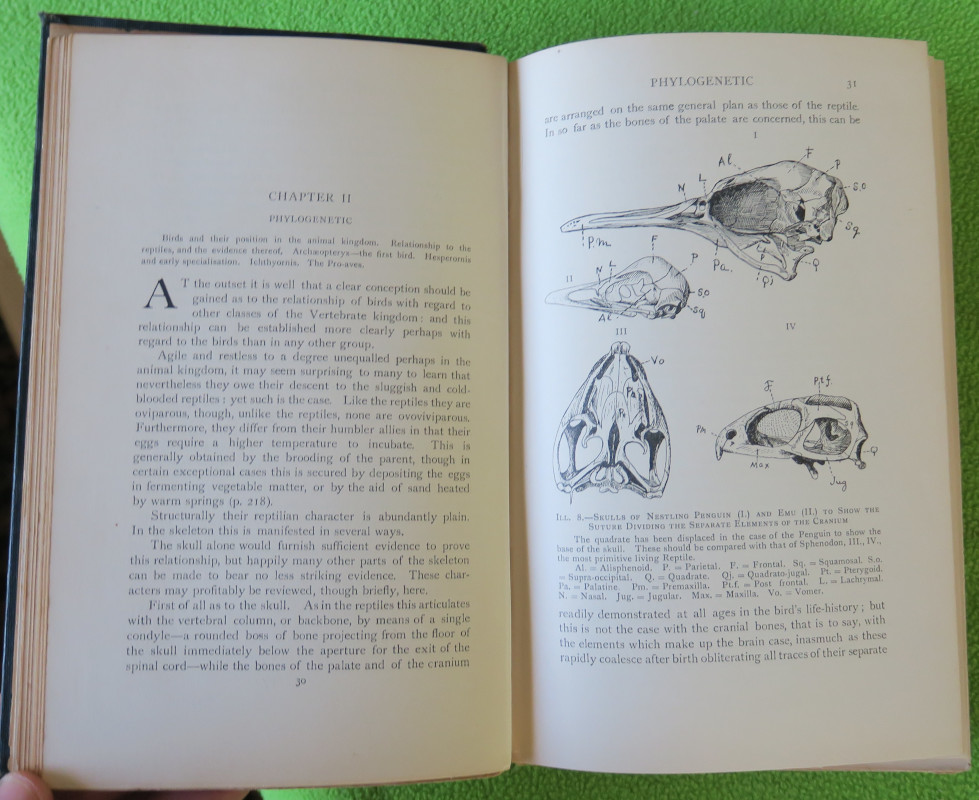 CHAPTER II
PHYLOGENETIC
Birds and their position in the animal kingdom. Relationship to the
reptiles, and the evidence thereof. Archæopteryx—the first bird. Hesperornis
and early specialisation. Ichthyornis. The Pro-aves.
AT the outset it is well that a clear conception should be
gained as to the relationship of birds with regard to
other classes of the Vertebrate kingdom: and this
relationship can be established more clearly perhaps with
regard to the birds than in any other group.
Agile and restless to a degree unequalled perhaps in the
animal kingdom, it may seem surprising to many to learn that
nevertheless they owe their descent to the sluggish and cold-
blooded reptiles: yet such is the case. Like the reptiles they are
oviparous, though, unlike the reptiles, none are ovoviviparous.
Furthermore, they differ from their humbler allies in that their
eggs require a higher temperature to incubate. This is
generally obtained by the brooding of the parent, though in
certain exceptional cases this is secured by depositing the eggs
in fermenting vegetable matter, or by the aid of sand heated
by warm springs (p. 218).
Structurally their reptilian character is abundantly plain.
In the skeleton this is manifested in several ways.
The skull alone would furnish sufficient evidence to prove
this relationship, but happily many other parts of the skeleton
can be made to bear no less striking evidence. These char-
acters may profitably be reviewed, though briefly, here.
First of all as to the skull. As in the reptiles this articulates
with the vertebral column, or backbone, by means of a single
condyle—a rounded boss of bone projecting from the floor of
the skull immediately below the aperture for the exit of the
spinal cord—while the bones of the palate and of the cranium
30
PHYLOGENETIC 31
are arranged on the same general plan as those of the reptile.
In so far as the bones of the palate are concerned, this can be
I
Al F P
N L S,O
Sq
P.m F Pa. P Q
Qj
II N L P
S,O
Al Sq
III IV
Vo
Pa
Pt
F Pt.f.
PA Q
Max Jug
ILL. 8.—SKULLS OF NESTLING PENGUIN (I.) AND EMU (II.) TO SHOW THE
SUTURE DIVIDING THE SEPARATE ELEMENTS OF THE CRANIUM
The quadrate has been displaced in the case of the Penguin to show the
base of the skull. These should be compared with that of Sphenodon, III., IV.,
the most primitive living Reptile.
Al. = Alisphenoid. P. = Parietal. F. = Frontal. Sq. = Squamosal. S.o.
= Supra-occipital. Q. = Quadrate. Qj. = Quadrato-jugal. Pt. = Pterygoid.
Pa. = Palatine. Pm. = Premaxilla. Pt.f. = Post frontal. L. = Lachrymal.
N. = Nasal. Jug. = Jugular. Max. = Maxilla. Vo. = Vomer.
readily demonstrated at all ages in the bird's life-history; but
this is not the case with the cranial bones, that is to say, with
the elements which make up the brain case, inasmuch as these
rapidly coalesce after birth obliterating all traces of their separate